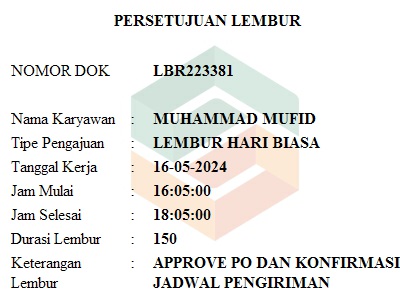 PERSETUJUAN LEMBUR
NOMOR DOK LBR223381
Nama Karyawan : MUHAMMAD MUFID
Tipe Pengajuan : LEMBUR HARI BIASA
Tanggal Kerja : 16-05-2024
Jam Mulai : 16:05:00
Jam Selesai : 18:05:00
Durasi Lembur : 150
Keterangan : APPROVE PO DAN KONFIRMASI
Lembur JADWAL PENGIRIMAN